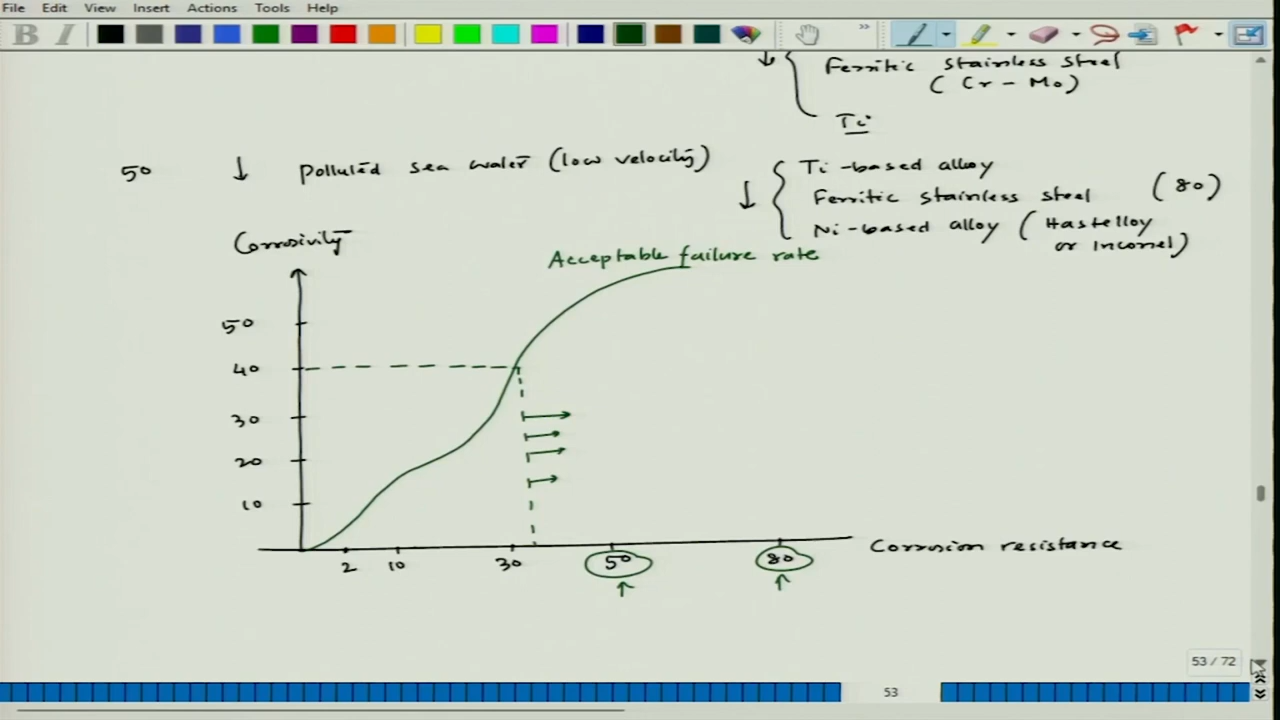 File Edit View Insert Actions Tools Help
B I
Ferritic stainless steel
(Cr-Mo)
Ti
50 ↓ Polluted sea water (low velocity)
Ti-based alloy
Ferritic stainless steel (80)
Ni-based alloy (Hastelloy
or Inconel)
Corrosivity
Acceptable failure rate
50
40
30
20
10
2 10 30 50 80
Corrosion resistance
53 / 72
53